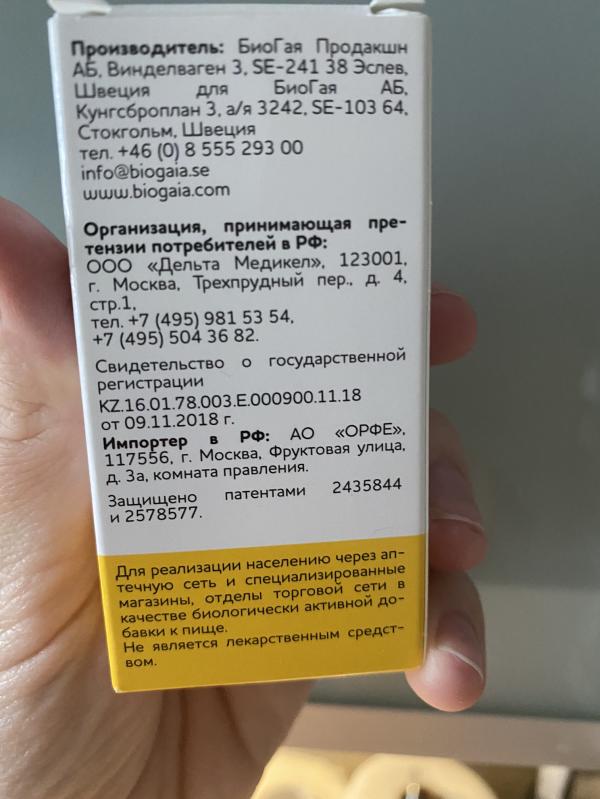 Производитель: БиоГая Продакшн
АБ, Винделваген 3, SE-241 38 Эслев,
Швеция для БиоГая АБ,
Кунгсброплан 3, а/я 3242, SE-103 64,
Стокгольм, Швеция
тел. +46 (0) 8 555 293 00
info@biogaia.se
www.biogaia.com
Организация, принимающая пре-
тензии потребителей в РФ:
ООО «Дельта Медикел», 123001,
г. Москва, Трехпрудный пер., д. 4,
стр.1,
тел. +7 (495) 981 53 54,
+7 (495) 504 36 82.
Свидетельство о государственной
регистрации
KZ.16.01.78.003.E.000900.11.18
от 09.11.2018 г.
Импортер в РФ: АО «ОРФЕ»,
117556, г. Москва, Фруктовая улица,
д. 3а, комната правления.
Защищено патентами 2435844
и 2578577.
Для реализации населению через ап-
течную сеть и специализированные
магазины, отделы торговой сети в
качестве биологически активной до-
бавки к пище.
Не является лекарственным средст-
вом.